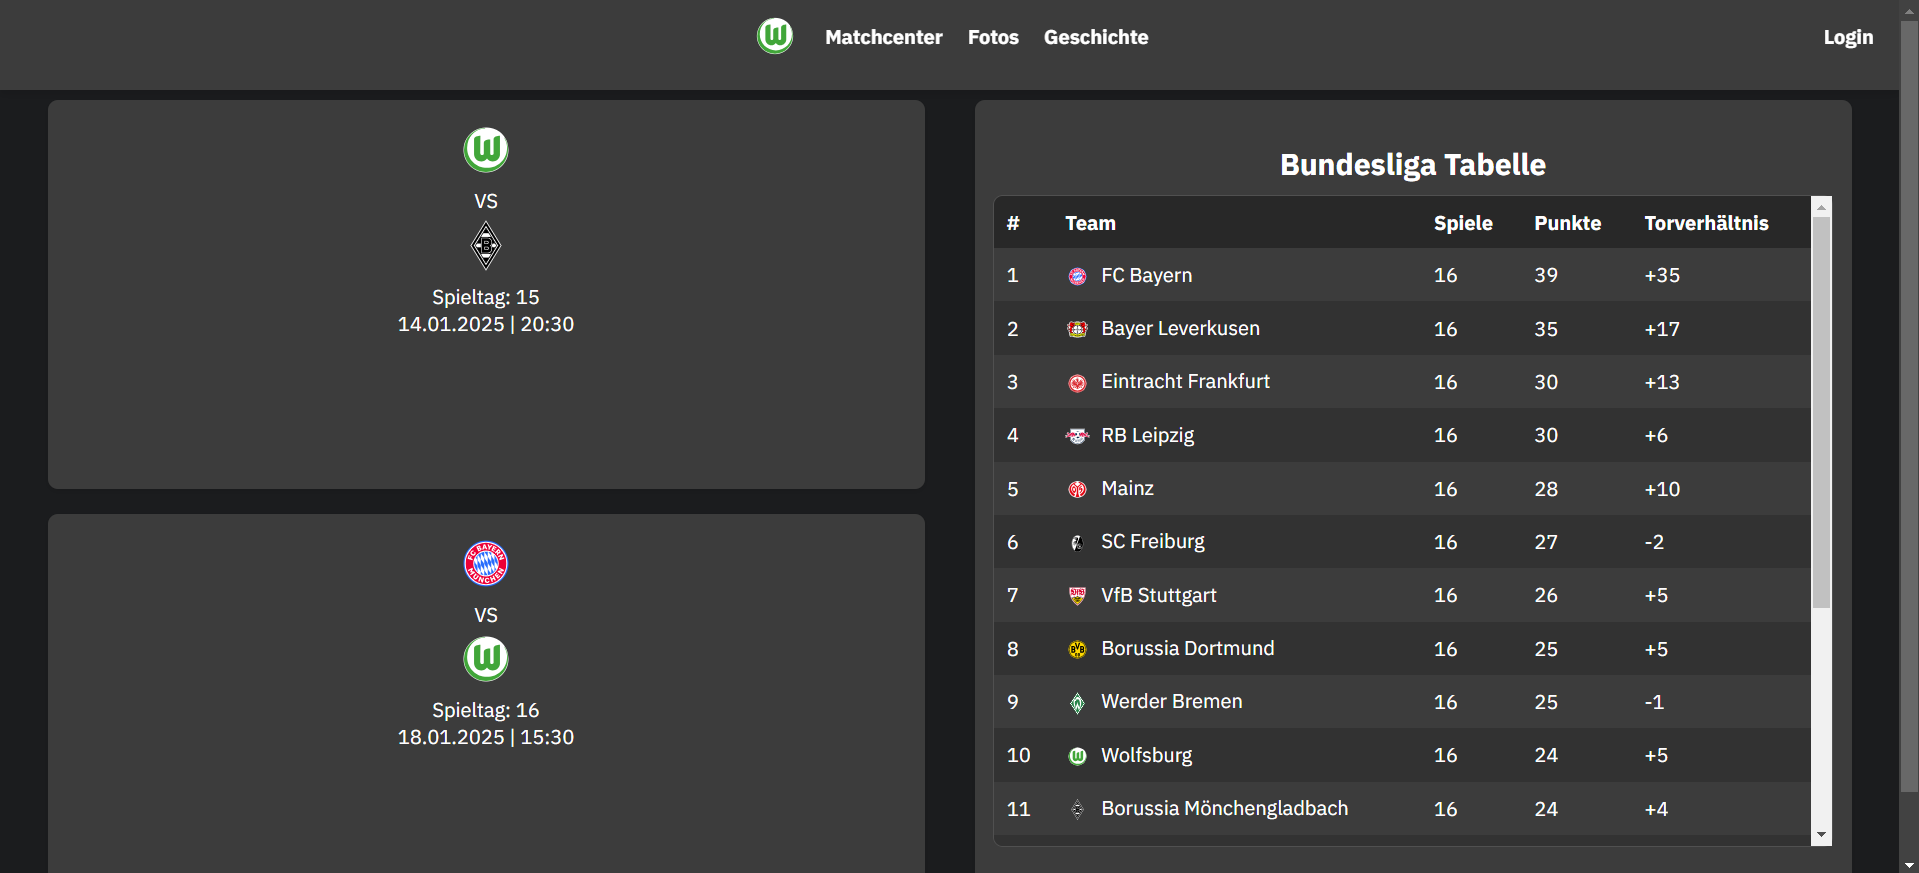 Matchcenter Fotos Geschichte Login
VS
Spieltag: 15
14.01.2025 | 20:30
FC BAYERN
MÜNCHEN
VS
Spieltag: 16
18.01.2025 | 15:30
Bundesliga Tabelle
# Team Spiele Punkte Torverhältnis
1 FC Bayern 16 39 +35
2 Bayer Leverkusen 16 35 +17
3 Eintracht Frankfurt 16 30 +13
4 RB Leipzig 16 30 +6
5 Mainz 16 28 +10
6 SC Freiburg 16 27 -2
7 VfB Stuttgart 16 26 +5
8 Borussia Dortmund 16 25 +5
9 Werder Bremen 16 25 -1
10 Wolfsburg 16 24 +5
11 Borussia Mönchengladbach 16 24 +4